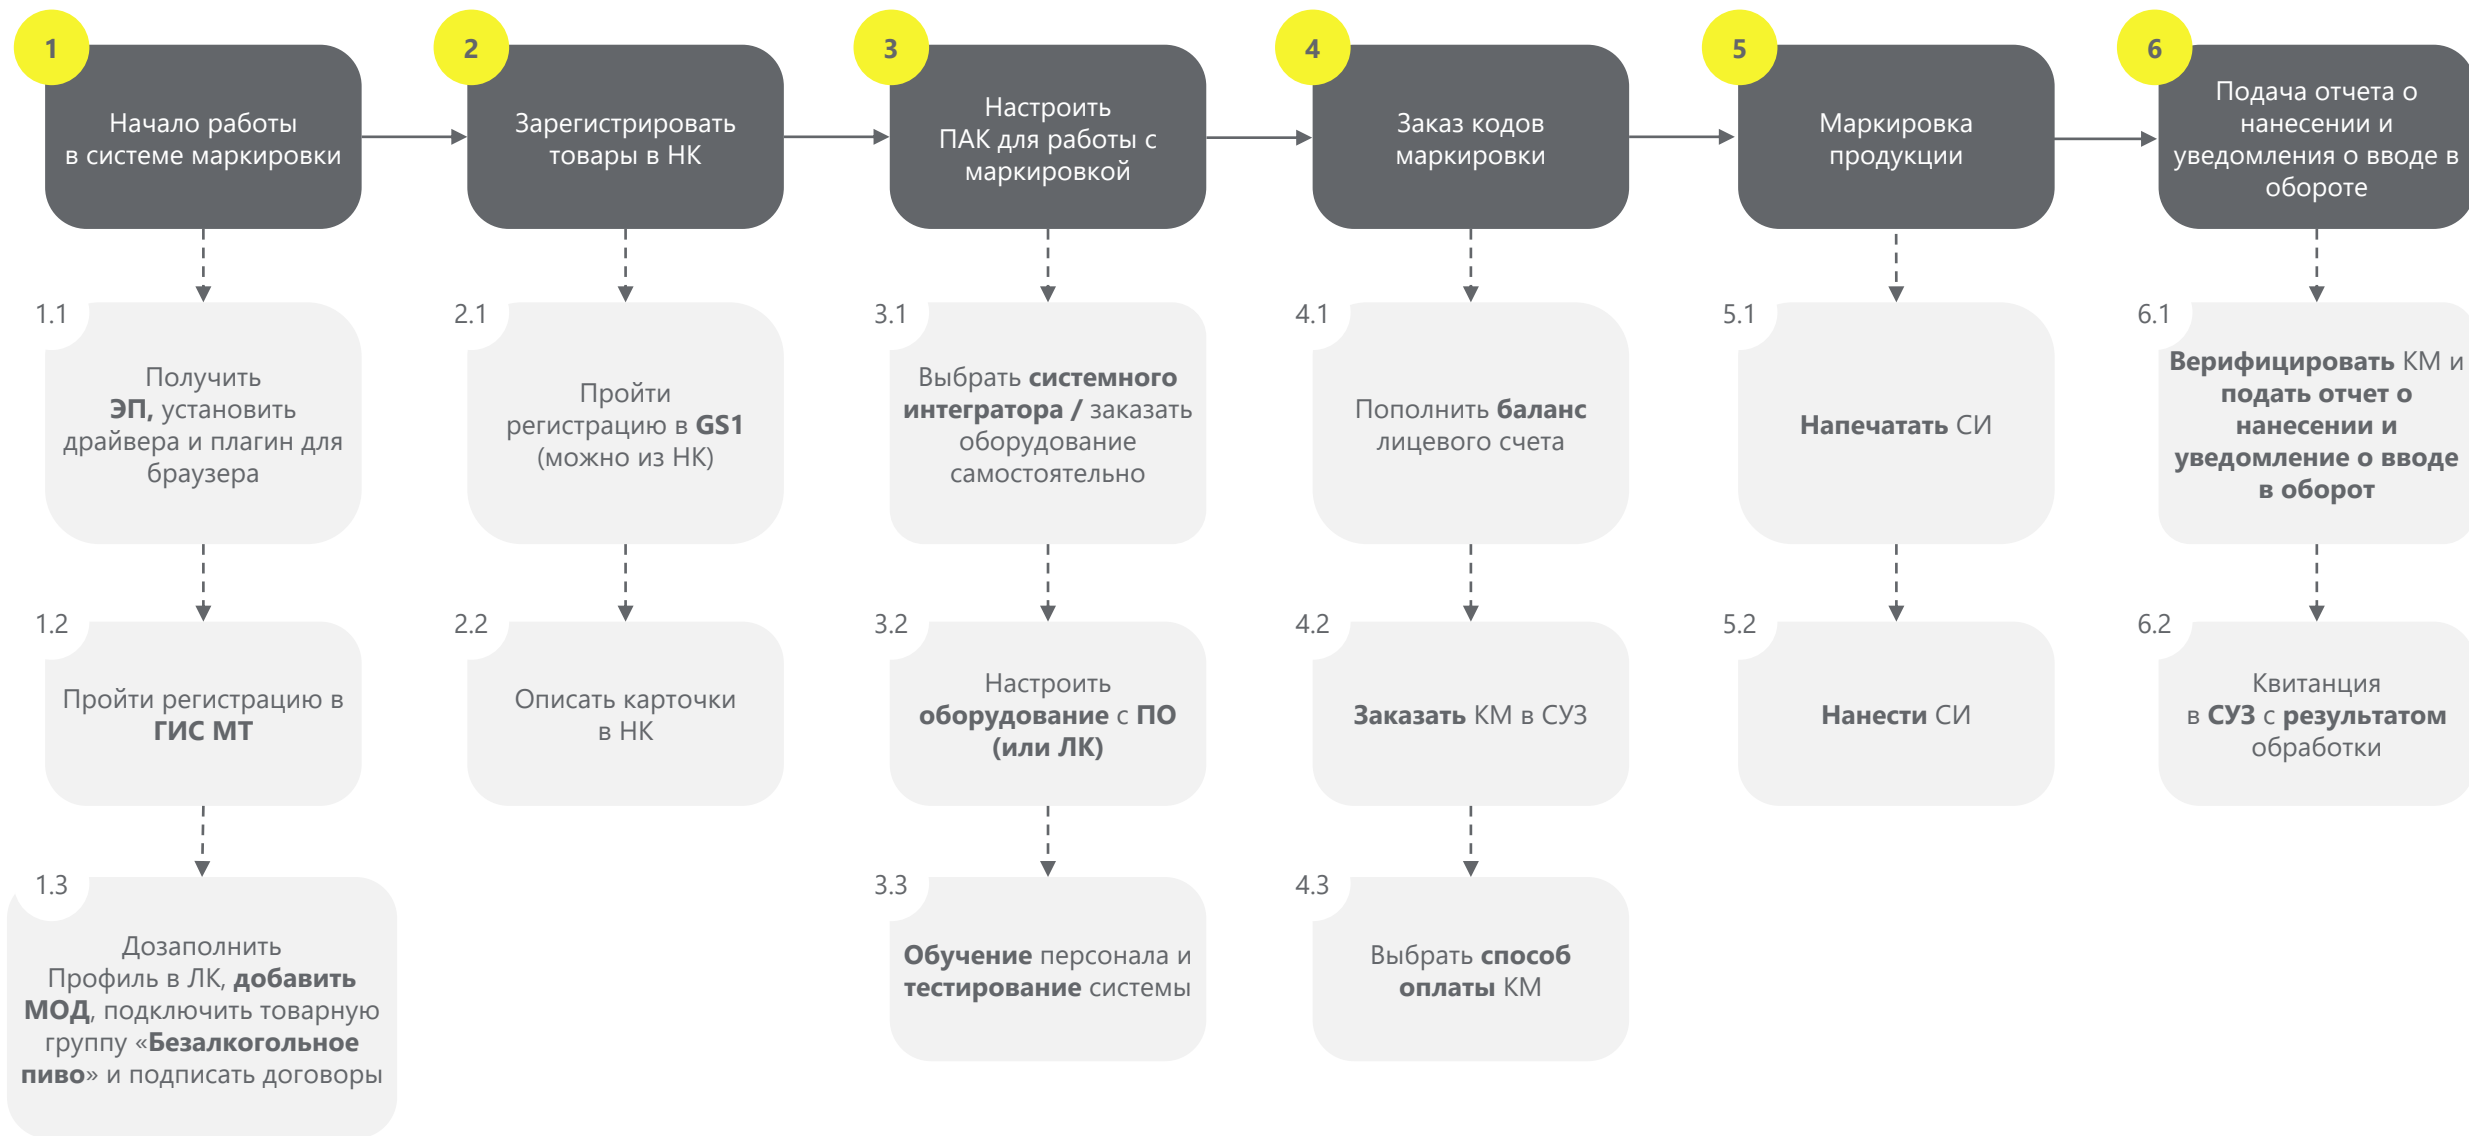 1
Начало работы
в системе маркировки
2
Зарегистрировать
товары в НК
3
Настроить
ПАК для работы с
маркировкой
4
Заказ кодов
маркировки
5
Маркировка
продукции
6
Подача отчета о
нанесении и
уведомления о вводе в
обороте
1.1
Получить
ЭП, установить
драйвера и плагин для
браузера
2.1
Пройти
регистрацию в GS1
(можно из НК)
3.1
Выбрать системного
интегратора / заказать
оборудование
самостоятельно
4.1
Пополнить баланс
лицевого счета
5.1
Напечатать СИ
6.1
Верифицировать КМ и
подать отчет о
нанесении и
уведомление о вводе
в оборот
1.2
Пройти регистрацию в
ГИС МТ
2.2
Описать карточки
в НК
3.2
Настроить
оборудование с ПО
(или ЛК)
4.2
Заказать КМ в СУЗ
5.2
Нанести СИ
6.2
Квитанция
в СУЗ с результатом
обработки
1.3
Дозаполнить
Профиль в ЛК, добавить
МОД, подключить товарную
группу «Безалкогольное
пиво» и подписать договоры
3.3
Обучение персонала и
тестирование системы
4.3
Выбрать способ
оплаты КМ